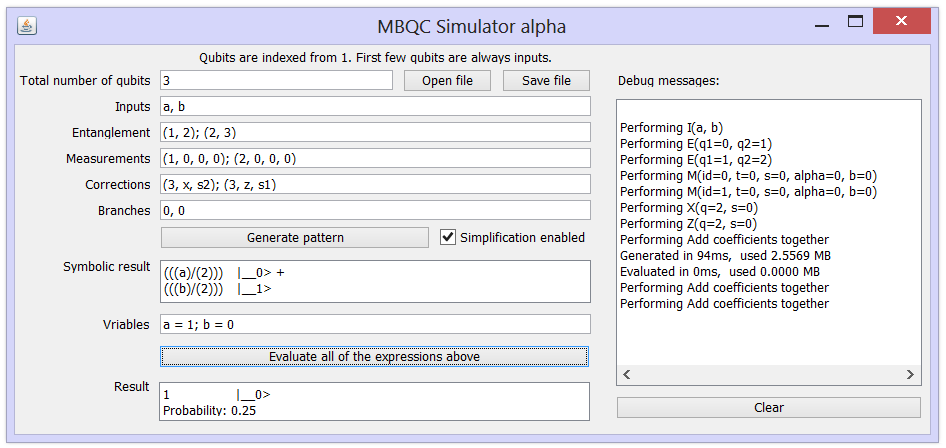 MBQC Simulator alpha
Qubits are indexed from 1. First few qubits are always inputs.
Total number of qubits 3 Open file Save file
Inputs a, b
Entanglement (1, 2); (2, 3)
Measurements (1, 0, 0, 0); (2, 0, 0, 0)
Corrections (3, x, s2); (3, z, s1)
Branches 0, 0
Generate pattern Simplification enabled
Symbolic result (((a)/(2))) |__0> +
(((b)/(2))) |__1>
Vriables a = 1; b = 0
Evaluate all of the expressions above
Result 1 |__0>
Probability: 0.25
Debug messages:
Performing I(a, b)
Performing E(q1=0, q2=1)
Performing E(q1=1, q2=2)
Performing M(id=0, t=0, s=0, alpha=0, b=0)
Performing M(id=1, t=0, s=0, alpha=0, b=0)
Performing X(q=2, s=0)
Performing Z(q=2, s=0)
Performing Add coefficients together
Generated in 94ms, used 2.5569 MB
Evaluated in 0ms, used 0.0000 MB
Performing Add coefficients together
Performing Add coefficients together
Clear